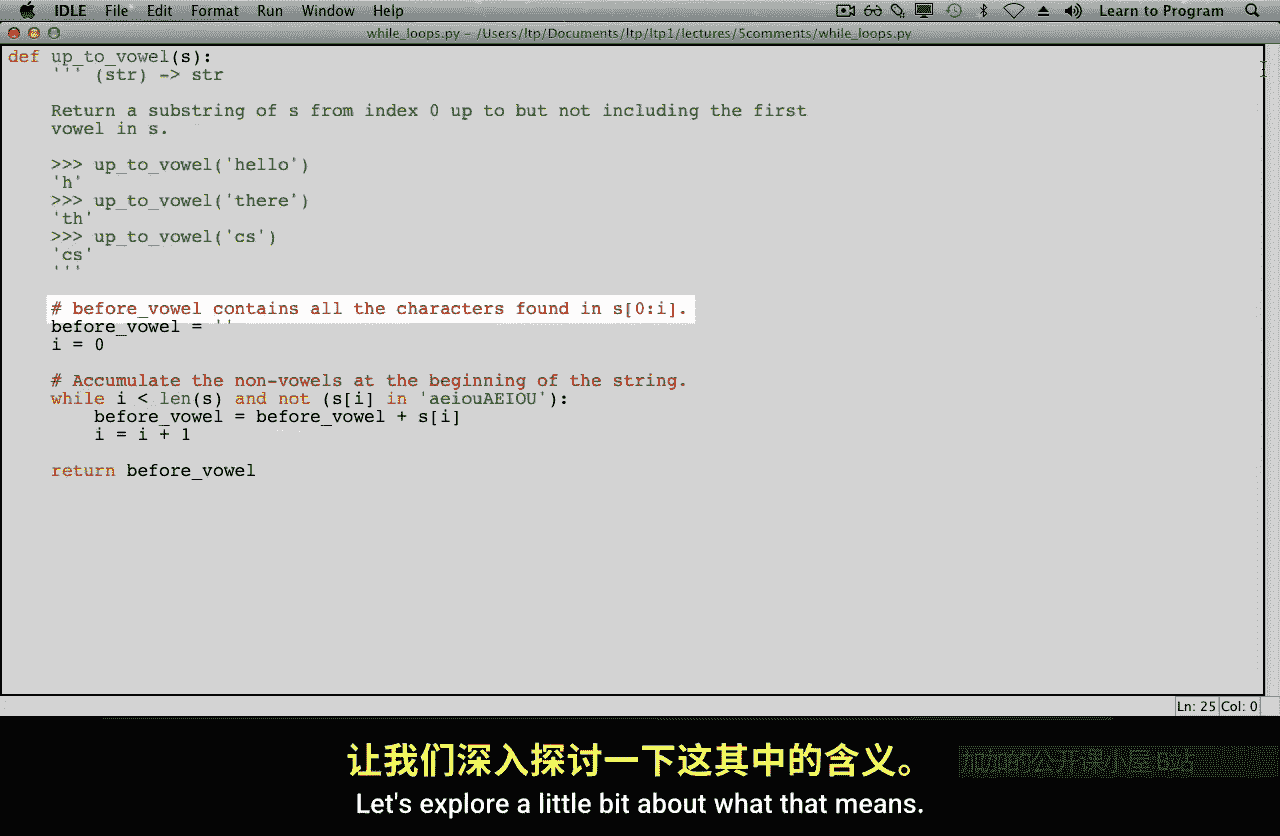 IDLE File Edit Format Run Window Help Learn to Program
while_loops.py - /Users/ltp/Documents/ltp/ltp1/lectures/5comments/while_loops.py
def up_to_vowel(s):
    ''' (str) -> str
    Return a substring of s from index 0 up to but not including the first
    vowel in s.
    >>> up_to_vowel('hello')
    'h'
    >>> up_to_vowel('there')
    'th'
    >>> up_to_vowel('cs')
    'cs'
    '''
    # before_vowel contains all the characters found in s[0:i].
    before_vowel = ''
    i = 0
    # Accumulate the non-vowels at the beginning of the string.
    while i < len(s) and not (s[i] in 'aeiouAEIOU'):
        before_vowel = before_vowel + s[i]
        i = i + 1
    return before_vowel
Ln: 25 Col: 0
让我们深入探讨一下这其中的含义。
Let's explore a little bit about what that means.